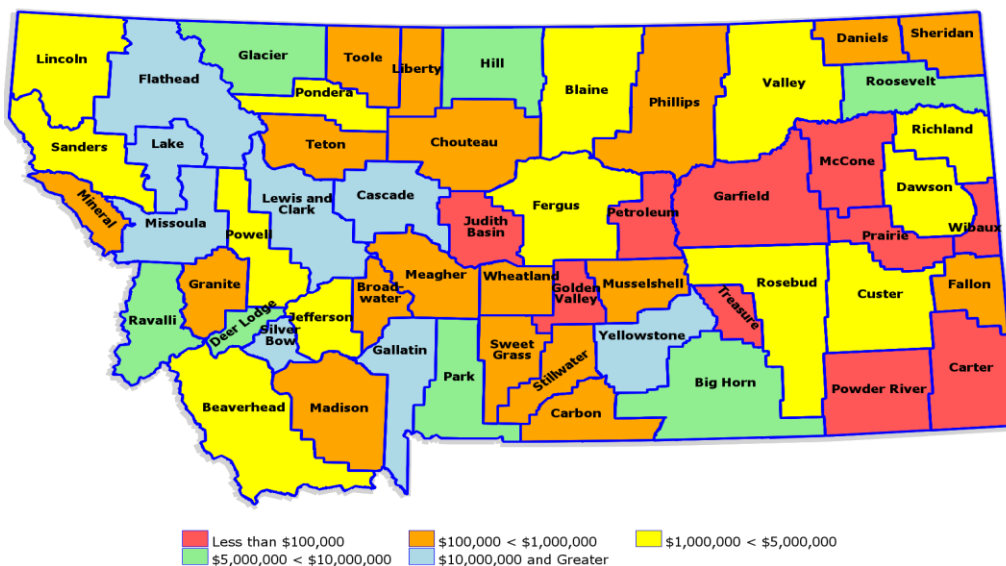 Lincoln
Flathead
Glacier
Toole
Liberty
Hill
Blaine
Phillips
Valley
Daniels
Sheridan
Roosevelt
Pondera
Sanders
Lake
Teton
Chouteau
Richland
McCone
Dawson
Mineral
Missoula
Powell
Lewis and
Clark
Cascade
Judith
Basin
Fergus
Petroleum
Garfield
Prairie
Wibaux
Granite
Broad-
water
Meagher
Wheatland
Golden
Valley
Musselshell
Treasure
Rosebud
Custer
Fallon
Ravalli
Deer Lodge
Silver
Bow
Jefferson
Gallatin
Park
Sweet
Grass
Stillwater
Yellowstone
Big Horn
Powder River
Carter
Beaverhead
Madison
Carbon
Less than $100,000
$100,000 < $1,000,000
$1,000,000 < $5,000,000
$5,000,000 < $10,000,000
$10,000,000 and Greater